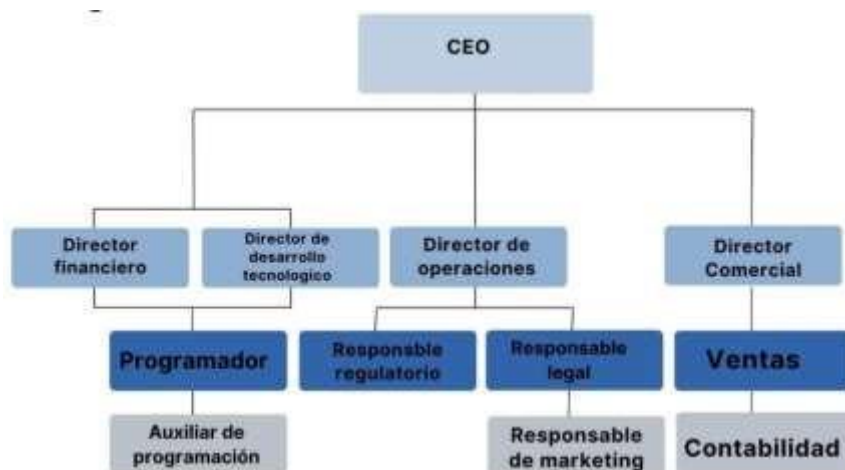 CEO
Director
financiero
Director de
desarrollo
tecnologico
Director de
operaciones
Director
Comercial
Programador
Responsble
regulatorio
Responsable
legal
Ventas
Auxiliar de
programación
Responsable
de marketing
Contabilidad